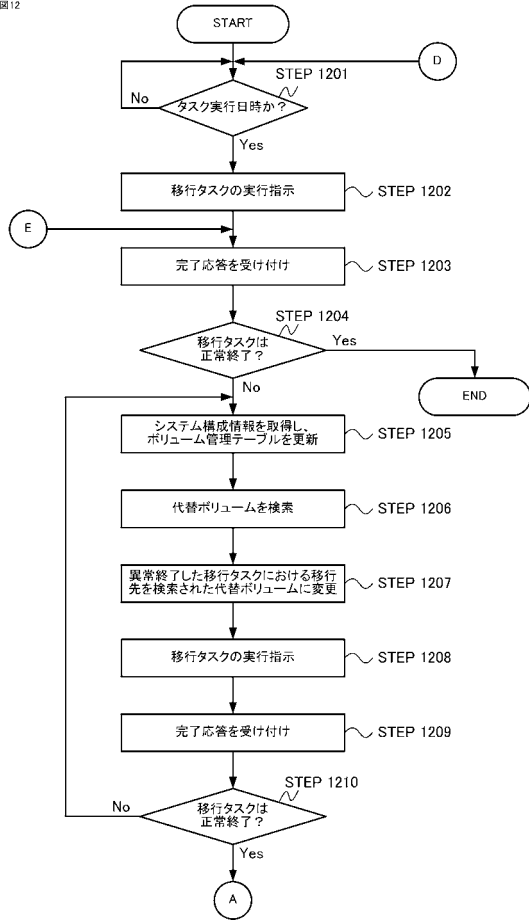 図12
START
D
STEP 1201
No
タスク実行日時か？
Yes
移行タスクの実行指示
STEP 1202
E
完了応答を受け付け
STEP 1203
STEP 1204
移行タスクは
正常終了？
Yes
No
END
システム構成情報を取得し、
ボリューム管理テーブルを更新
STEP 1205
代替ボリュームを検索
STEP 1206
異常終了した移行タスクにおける移行
先を検索された代替ボリュームに変更
STEP 1207
移行タスクの実行指示
STEP 1208
完了応答を受け付け
STEP 1209
STEP 1210
No
移行タスクは
正常終了？
Yes
A